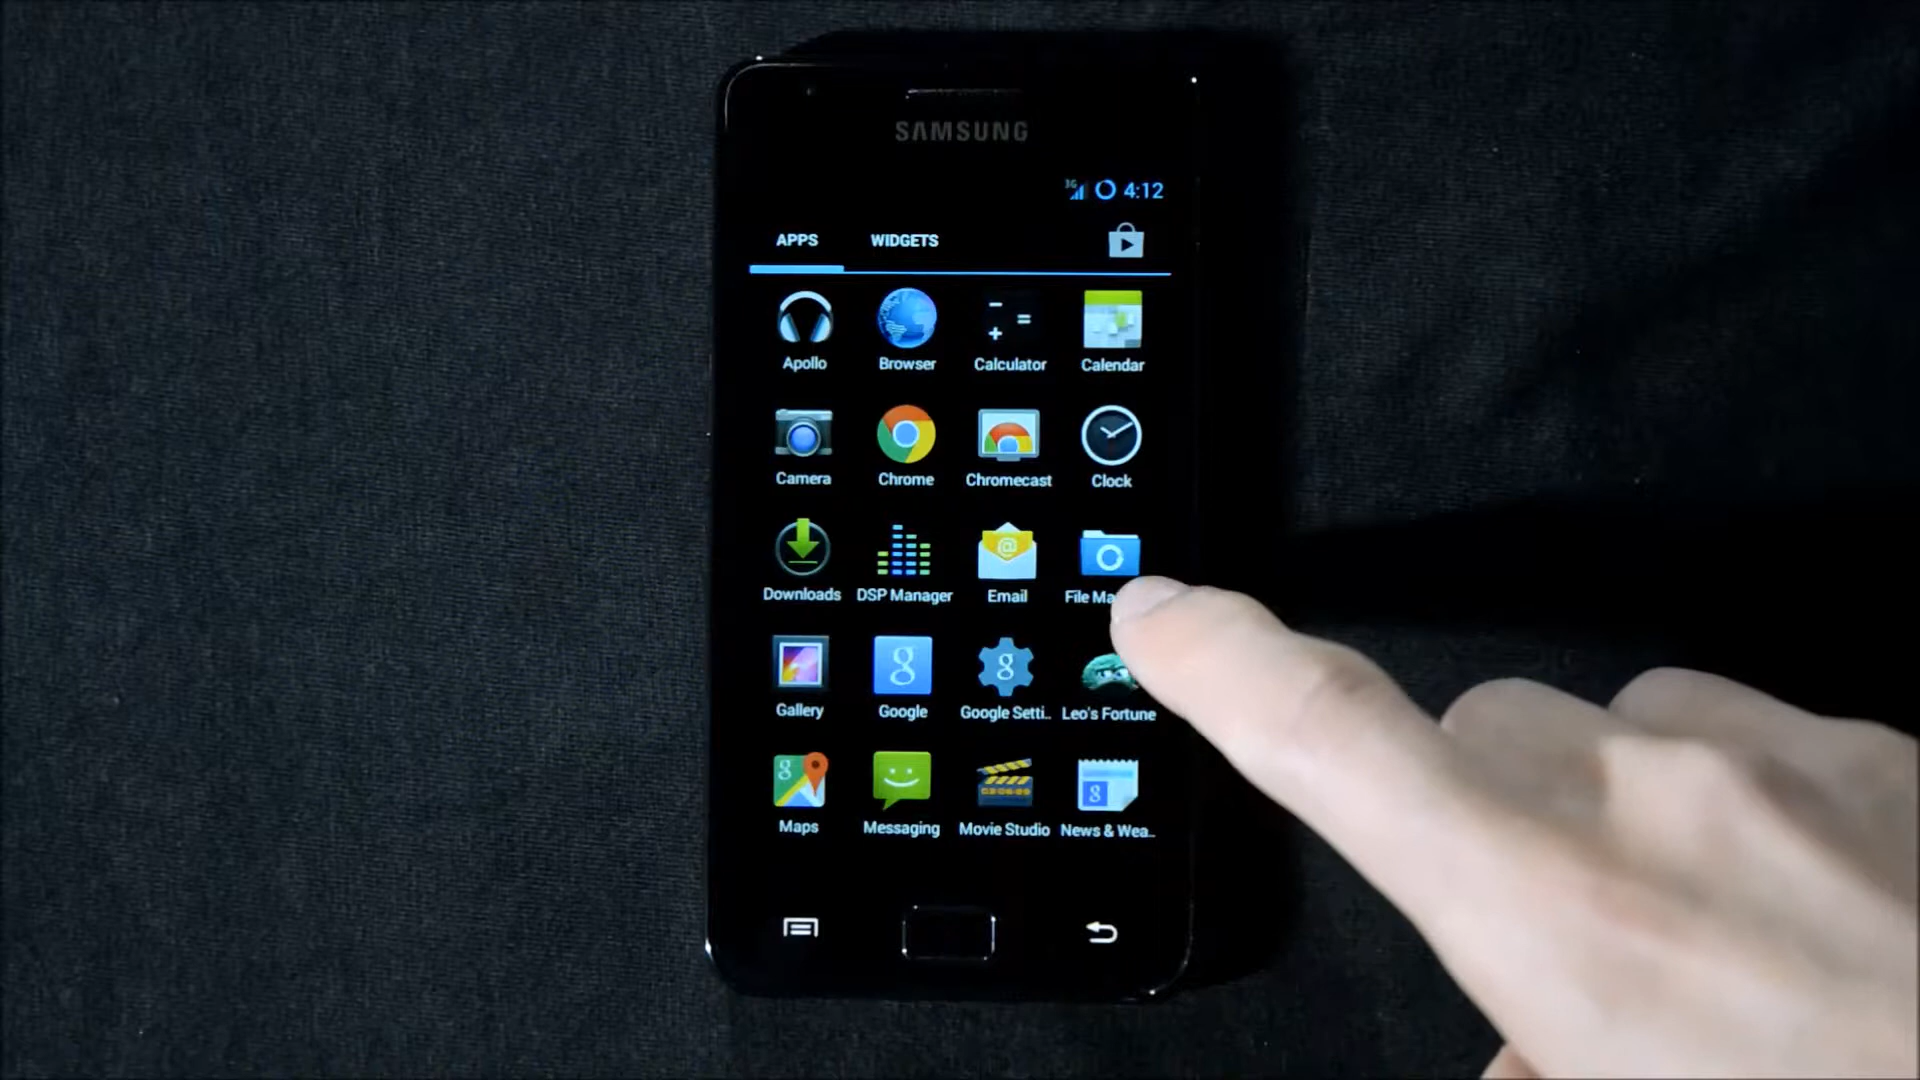 SAMSUNG
3G 4:12
APPS WIDGETS
Apollo Browser Calculator Calendar
Camera Chrome Chromecast Clock
Downloads DSP Manager Email File Ma
Gallery Google Google Setti.. Leo's Fortune
Maps Messaging Movie Studio News & Wea..